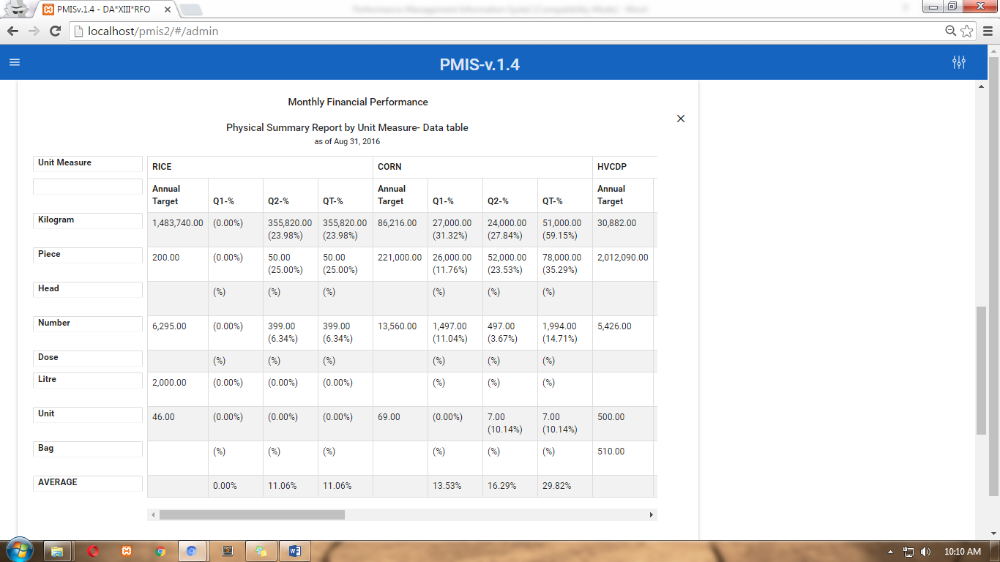 PMISv.1.4 - DA*XIII*RFO
localhost/pmis2/#/admin
PMIS-v.1.4
Monthly Financial Performance
Physical Summary Report by Unit Measure- Data table
as of Aug 31, 2016
Unit Measure RICE CORN HVCDP
Annual Target Q1-% Q2-% QT-% Annual Target Q1-% Q2-% QT-% Annual Target
Kilogram 1,483,740.00 (0.00%) 355,820.00 (23.98%) 355,820.00 (23.98%) 86,216.00 27,000.00 (31.32%) 24,000.00 (27.84%) 51,000.00 (59.15%) 30,882.00
Piece 200.00 (0.00%) 50.00 (25.00%) 50.00 (25.00%) 221,000.00 26,000.00 (11.76%) 52,000.00 (23.53%) 78,000.00 (35.29%) 2,012,090.00
Head (%) (%) (%) (%) (%) (%)
Number 6,295.00 (0.00%) 399.00 (6.34%) 399.00 (6.34%) 13,560.00 1,497.00 (11.04%) 497.00 (3.67%) 1,994.00 (14.71%) 5,426.00
Dose (%) (%) (%) (%) (%) (%)
Litre 2,000.00 (0.00%) (0.00%) (0.00%) (%) (%) (%)
Unit 46.00 (0.00%) (0.00%) (0.00%) 69.00 (0.00%) 7.00 (10.14%) 7.00 (10.14%) 500.00
Bag (%) (%) (%) (%) (%) (%) 510.00
AVERAGE 0.00% 11.06% 11.06% 13.53% 16.29% 29.82%
10:10 AM